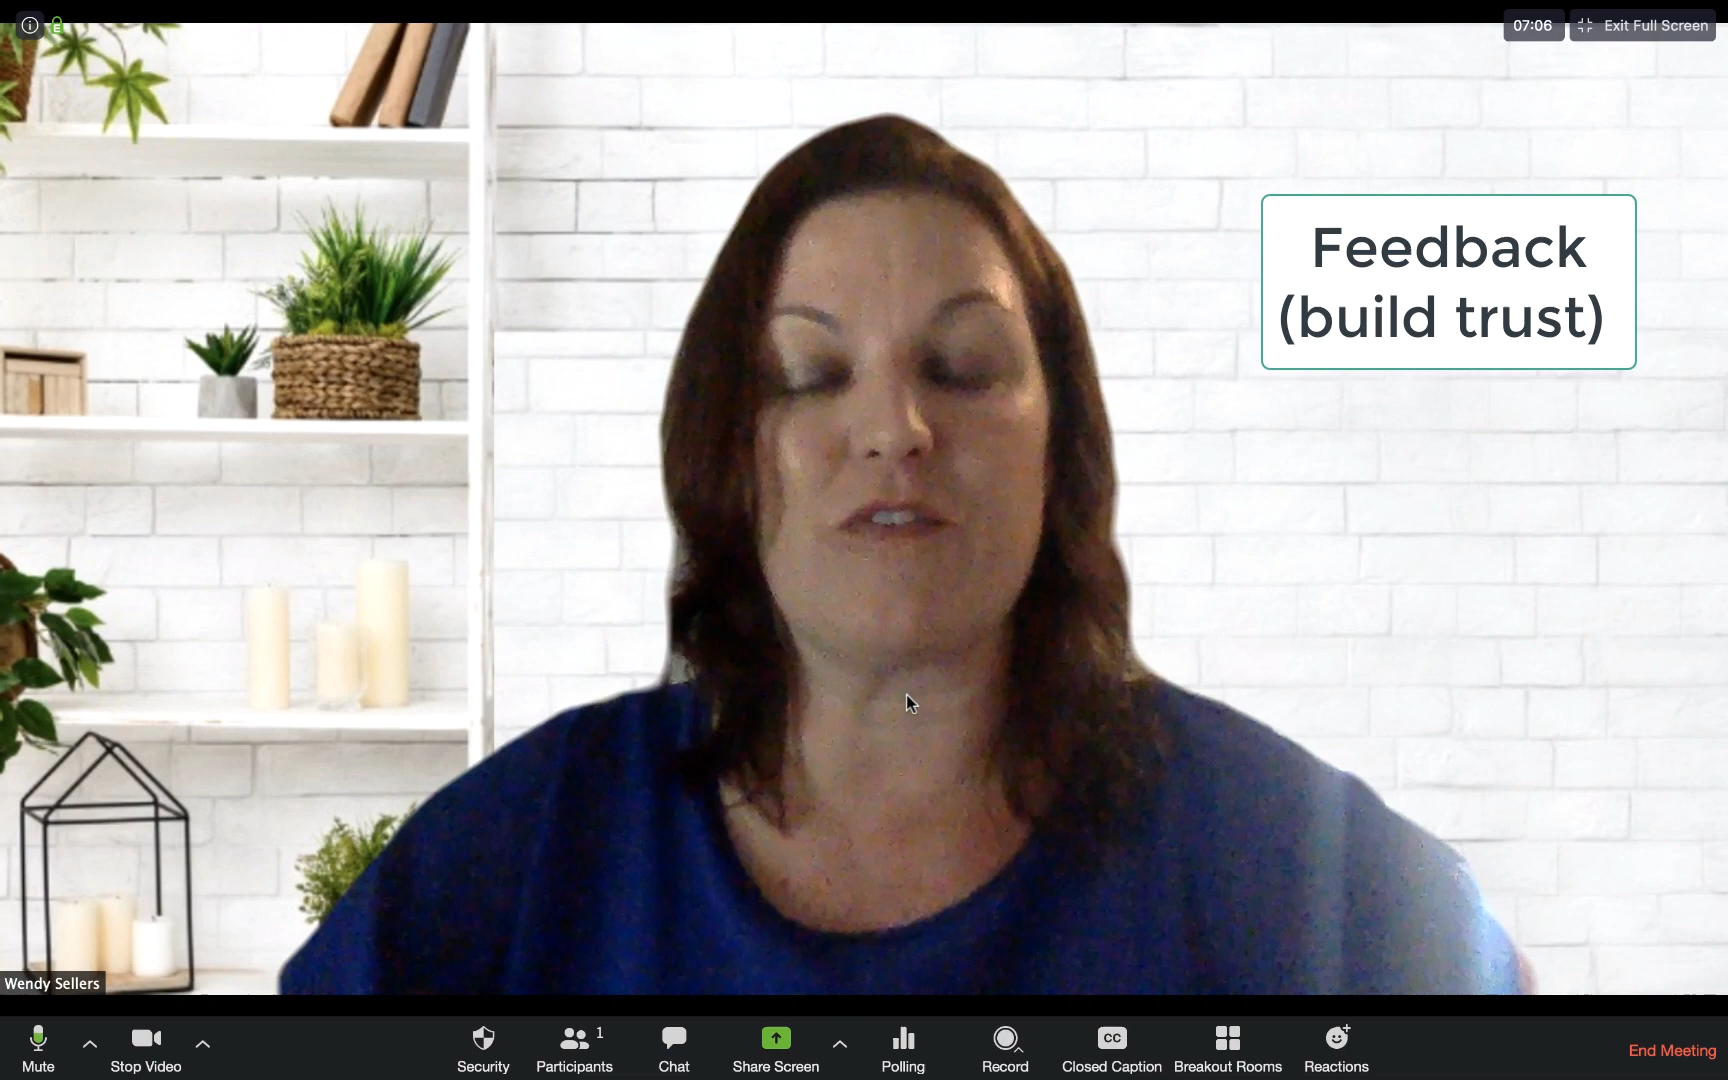 07:06
Exit Full Screen
Feedback
(build trust)
Wendy Sellers
Mute
Stop Video
Security
Participants
1
Chat
Share Screen
Polling
Record
CC
Closed Caption
Breakout Rooms
Reactions
End Meeting